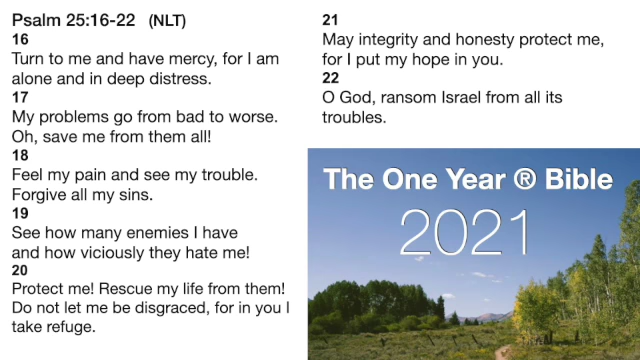 Psalm 25:16-22 (NLT)
16
Turn to me and have mercy, for I am
alone and in deep distress.
17
My problems go from bad to worse.
Oh, save me from them all!
18
Feel my pain and see my trouble.
Forgive all my sins.
19
See how many enemies I have
and how viciously they hate me!
20
Protect me! Rescue my life from them!
Do not let me be disgraced, for in you I
take refuge.
21
May integrity and honesty protect me,
for I put my hope in you.
22
O God, ransom Israel from all its
troubles.
The One Year ® Bible
2021